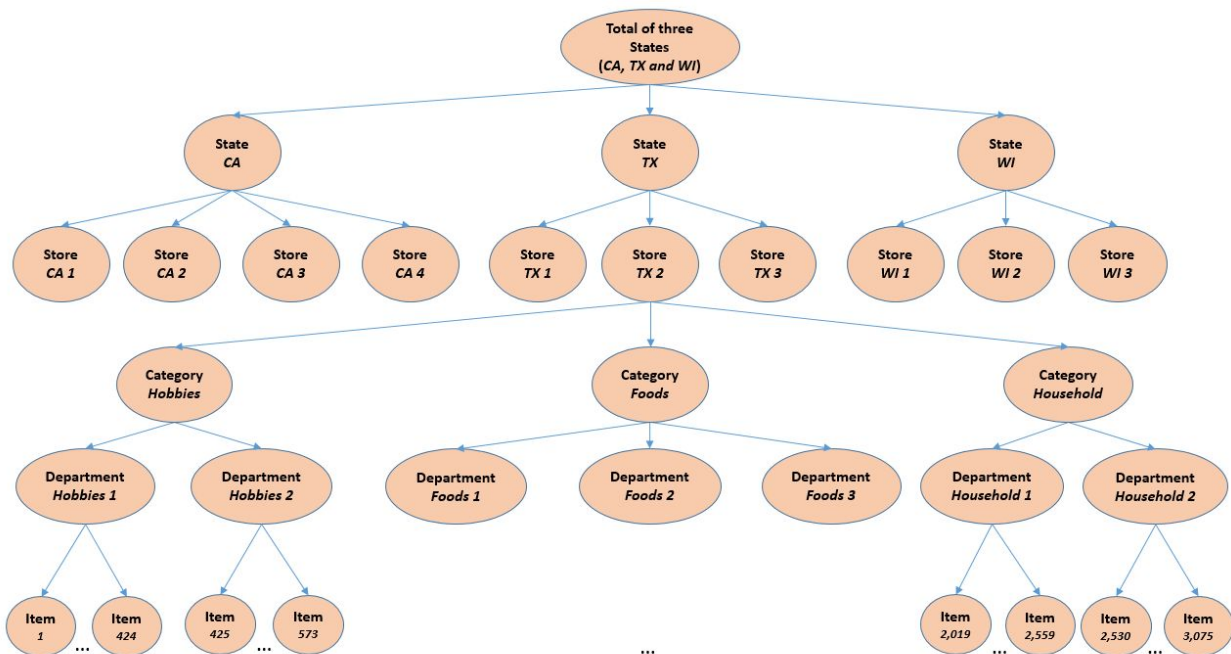 Total of three
States
(CA, TX and WI)
State
CA
State
TX
State
WI
Store
CA 1
Store
CA 2
Store
CA 3
Store
CA 4
Store
TX 1
Store
TX 2
Store
TX 3
Store
WI 1
Store
WI 2
Store
WI 3
Category
Hobbies
Category
Foods
Category
Household
Department
Hobbies 1
Department
Hobbies 2
Department
Foods 1
Department
Foods 2
Department
Foods 3
Department
Household 1
Department
Household 2
Item
1
...
Item
424
Item
425
...
Item
573
...
Item
2,019
...
Item
2,559
Item
2,530
...
Item
3,075